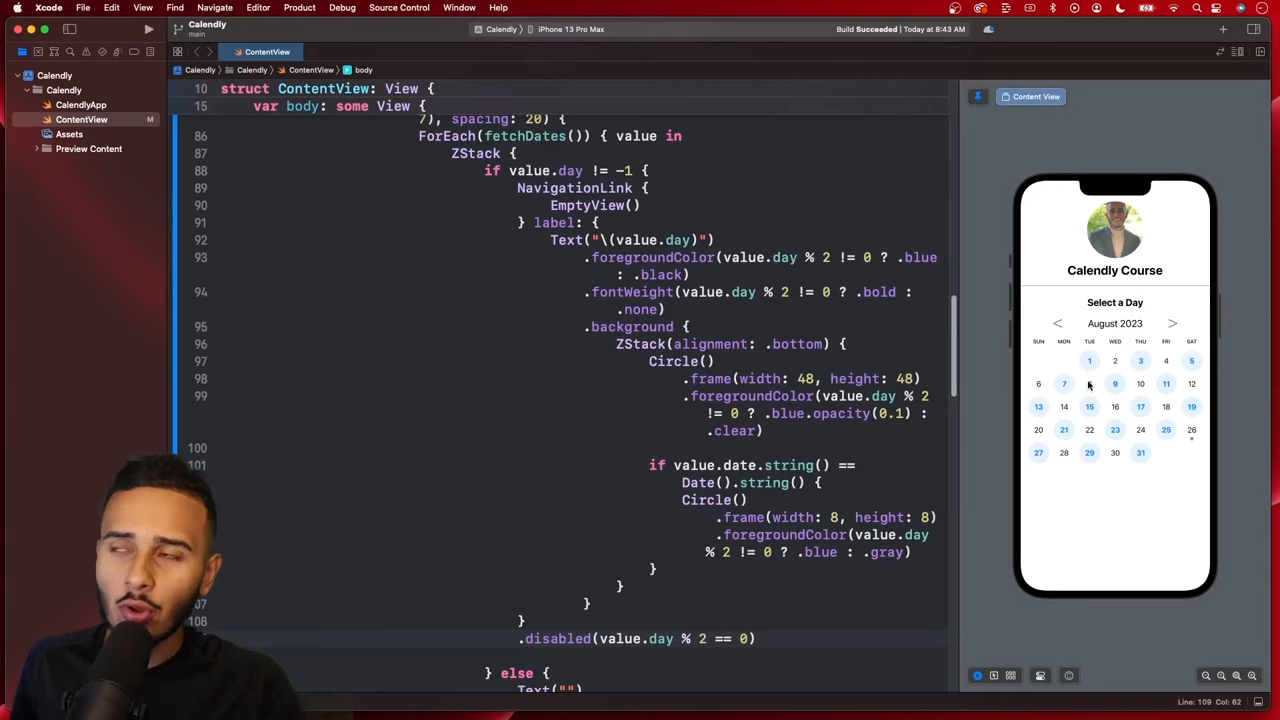 Xcode File Edit View Find Navigate Editor Product Debug Source Control Window Help
Calendly
main
Calendly 〉 iPhone 13 Pro Max
Build Succeeded | Today at 8:43 AM
ContentView
Calendly 〉 Calendly 〉 ContentView 〉 body
Calendly
Calendly
CalendlyApp
ContentView M
Assets
Preview Content
10 struct ContentView: View {
15 var body: some View {
7), spacing: 20) {
86 ForEach(fetchDates()) { value in
87 ZStack {
88 if value.day != -1 {
89 NavigationLink {
90 EmptyView()
91 } label: {
92 Text("\(value.day)")
93 .foregroundColor(value.day % 2 != 0 ? .blue
: .black)
94 .fontWeight(value.day % 2 != 0 ? .bold :
.none)
95 .background {
96 ZStack(alignment: .bottom) {
97 Circle()
98 .frame(width: 48, height: 48)
99 .foregroundColor(value.day % 2
!= 0 ? .blue.opacity(0.1) :
.clear)
100
101 if value.date.string() ==
Date().string() {
Circle()
.frame(width: 8, height: 8)
.foregroundColor(value.day
% 2 != 0 ? .blue : .gray)
}
}
07 }
108 }
.disabled(value.day % 2 == 0)
} else {
Text("")
Content View
Calendly Course
Select a Day
< August 2023 >
SUN MON TUE WED THU FRI SAT
1 2 3 4 5
6 7 9 10 11 12
13 14 15 16 17 18 19
20 21 22 23 24 25 26
27 28 29 30 31
Line: 109 Col: 62